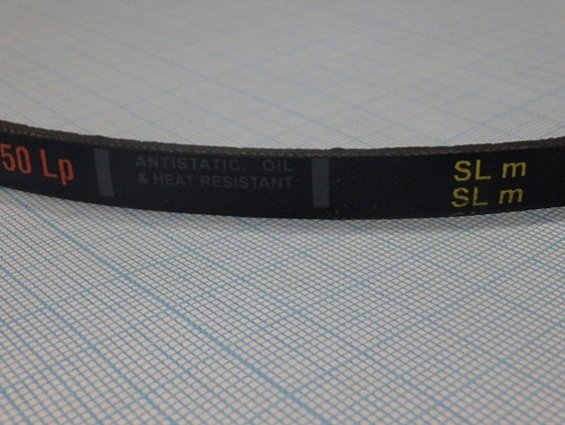 50 Lp
ANTISTATIC, OIL
& HEAT RESISTANT
SL m
SL m